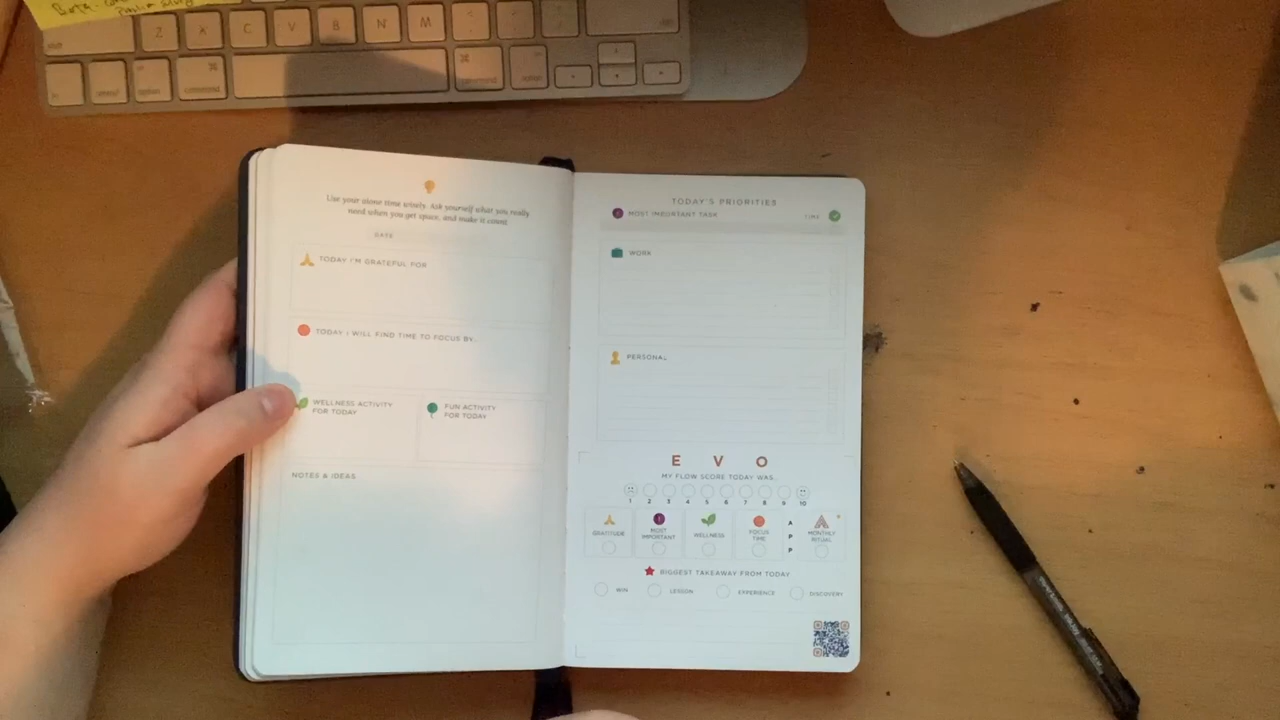 Z X C V B N M
command
option
command
option
Use your alone time wisely. Ask yourself what you really
need when you get space, and make it count.
DATE
TODAY I'M GRATEFUL FOR
TODAY I WILL FIND TIME TO FOCUS BY...
WELLNESS ACTIVITY
FOR TODAY
FUN ACTIVITY
FOR TODAY
NOTES & IDEAS
TODAY'S PRIORITIES
MOST IMPORTANT TASK
TIME
WORK
PERSONAL
E V O
MY FLOW SCORE TODAY WAS...
1 2 3 4 5 6 7 8 9 10
GRATITUDE
MOST
IMPORTANT
WELLNESS
FOCUS
TIME
A
P
P
MONTHLY
RITUAL
BIGGEST TAKEAWAY FROM TODAY
WIN LESSON EXPERIENCE DISCOVERY